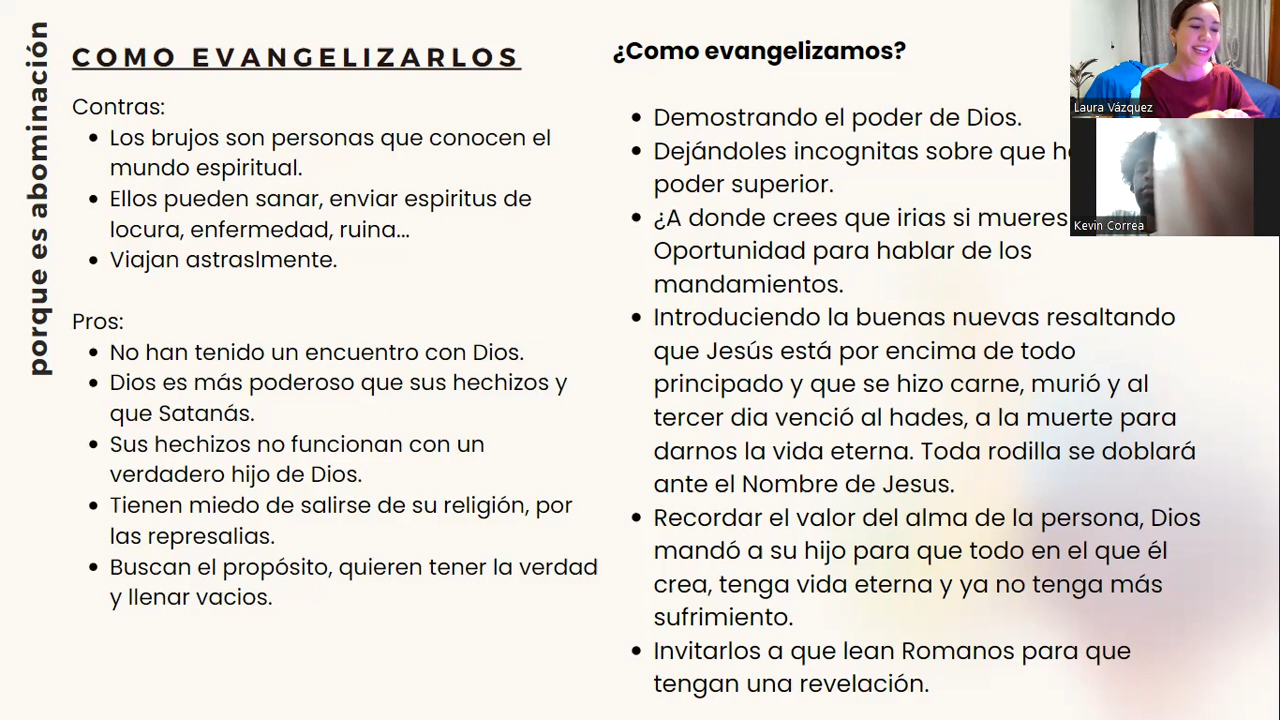 porque es abominación
COMO EVANGELIZARLOS
Contras:
• Los brujos son personas que conocen el
mundo espiritual.
• Ellos pueden sanar, enviar espiritus de
locura, enfermedad, ruina...
• Viajan astraslmente.
Pros:
• No han tenido un encuentro con Dios.
• Dios es más poderoso que sus hechizos y
que Satanás.
• Sus hechizos no funcionan con un
verdadero hijo de Dios.
• Tienen miedo de salirse de su religión, por
las represalias.
• Buscan el propósito, quieren tener la verdad
y llenar vacios.
¿Como evangelizamos?
• Demostrando el poder de Dios.
• Dejándoles incognitas sobre que
poder superior.
• ¿A donde crees que irias si mueres
Oportunidad para hablar de los
mandamientos.
• Introduciendo la buenas nuevas resaltando
que Jesús está por encima de todo
principado y que se hizo carne, murió y al
tercer dia venció al hades, a la muerte para
darnos la vida eterna. Toda rodilla se doblará
ante el Nombre de Jesus.
• Recordar el valor del alma de la persona, Dios
mandó a su hijo para que todo en el que él
crea, tenga vida eterna y ya no tenga más
sufrimiento.
• Invitarlos a que lean Romanos para que
tengan una revelación.
Laura Vázquez
Kevin Correa